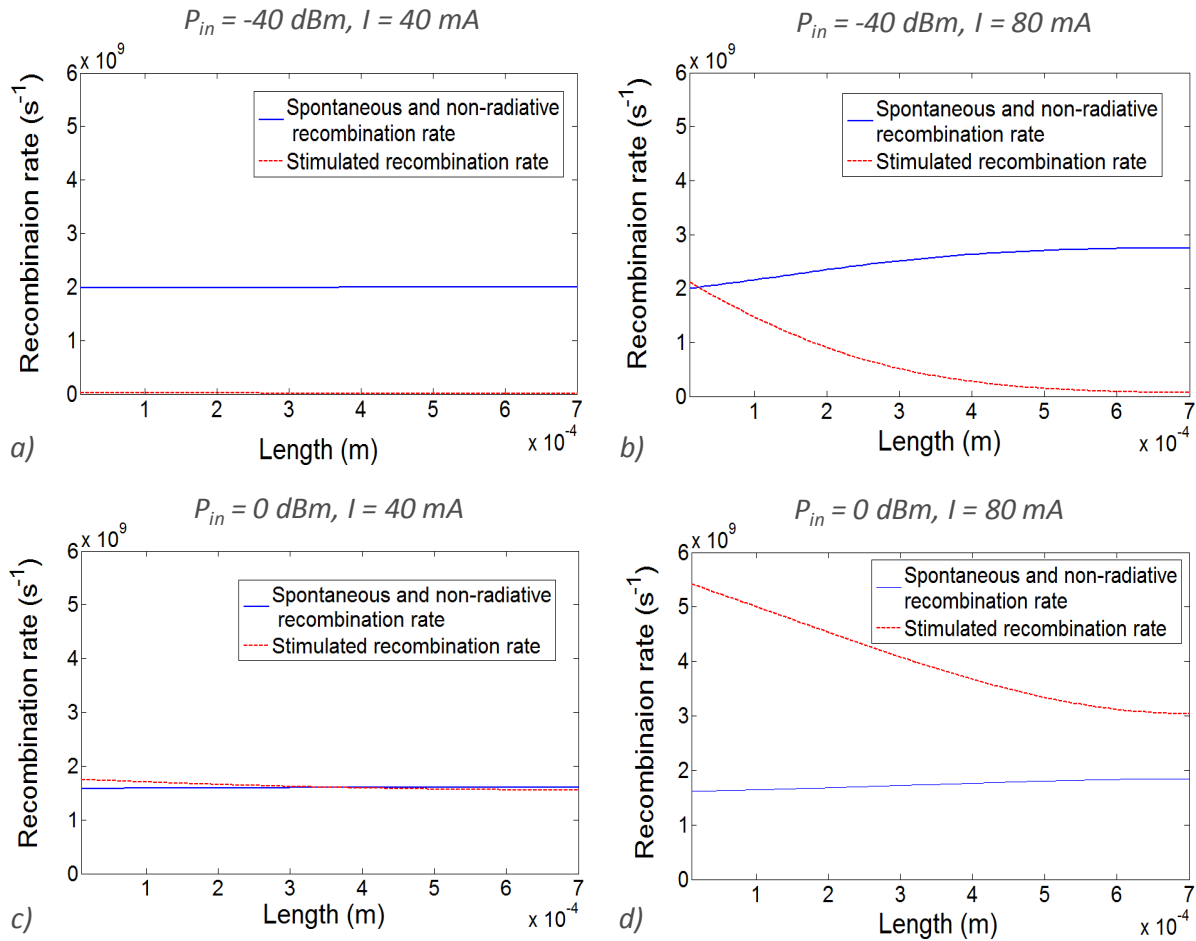 P_in = -40 dBm, I = 40 mA
x 10^9
6
5
4
3
2
1
0
Recombinaion rate (s^-1)
Spontaneous and non-radiative
recombination rate
Stimulated recombination rate
1 2 3 4 5 6 7
x 10^-4
Length (m)
a)
P_in = -40 dBm, I = 80 mA
x 10^9
6
5
4
3
2
1
0
Recombinaion rate (s^-1)
Spontaneous and non-radiative
recombination rate
Stimulated recombination rate
1 2 3 4 5 6 7
x 10^-4
Length (m)
b)
P_in = 0 dBm, I = 40 mA
x 10^9
6
5
4
3
2
1
0
Recombination rate (s^-1)
Spontaneous and non-radiative
recombination rate
Stimulated recombination rate
1 2 3 4 5 6 7
x 10^-4
Length (m)
c)
P_in = 0 dBm, I = 80 mA
x 10^9
6
5
4
3
2
1
0
Recombinaion rate (s^-1)
Spontaneous and non-radiative
recombination rate
Stimulated recombination rate
1 2 3 4 5 6 7
x 10^-4
Length (m)
d)